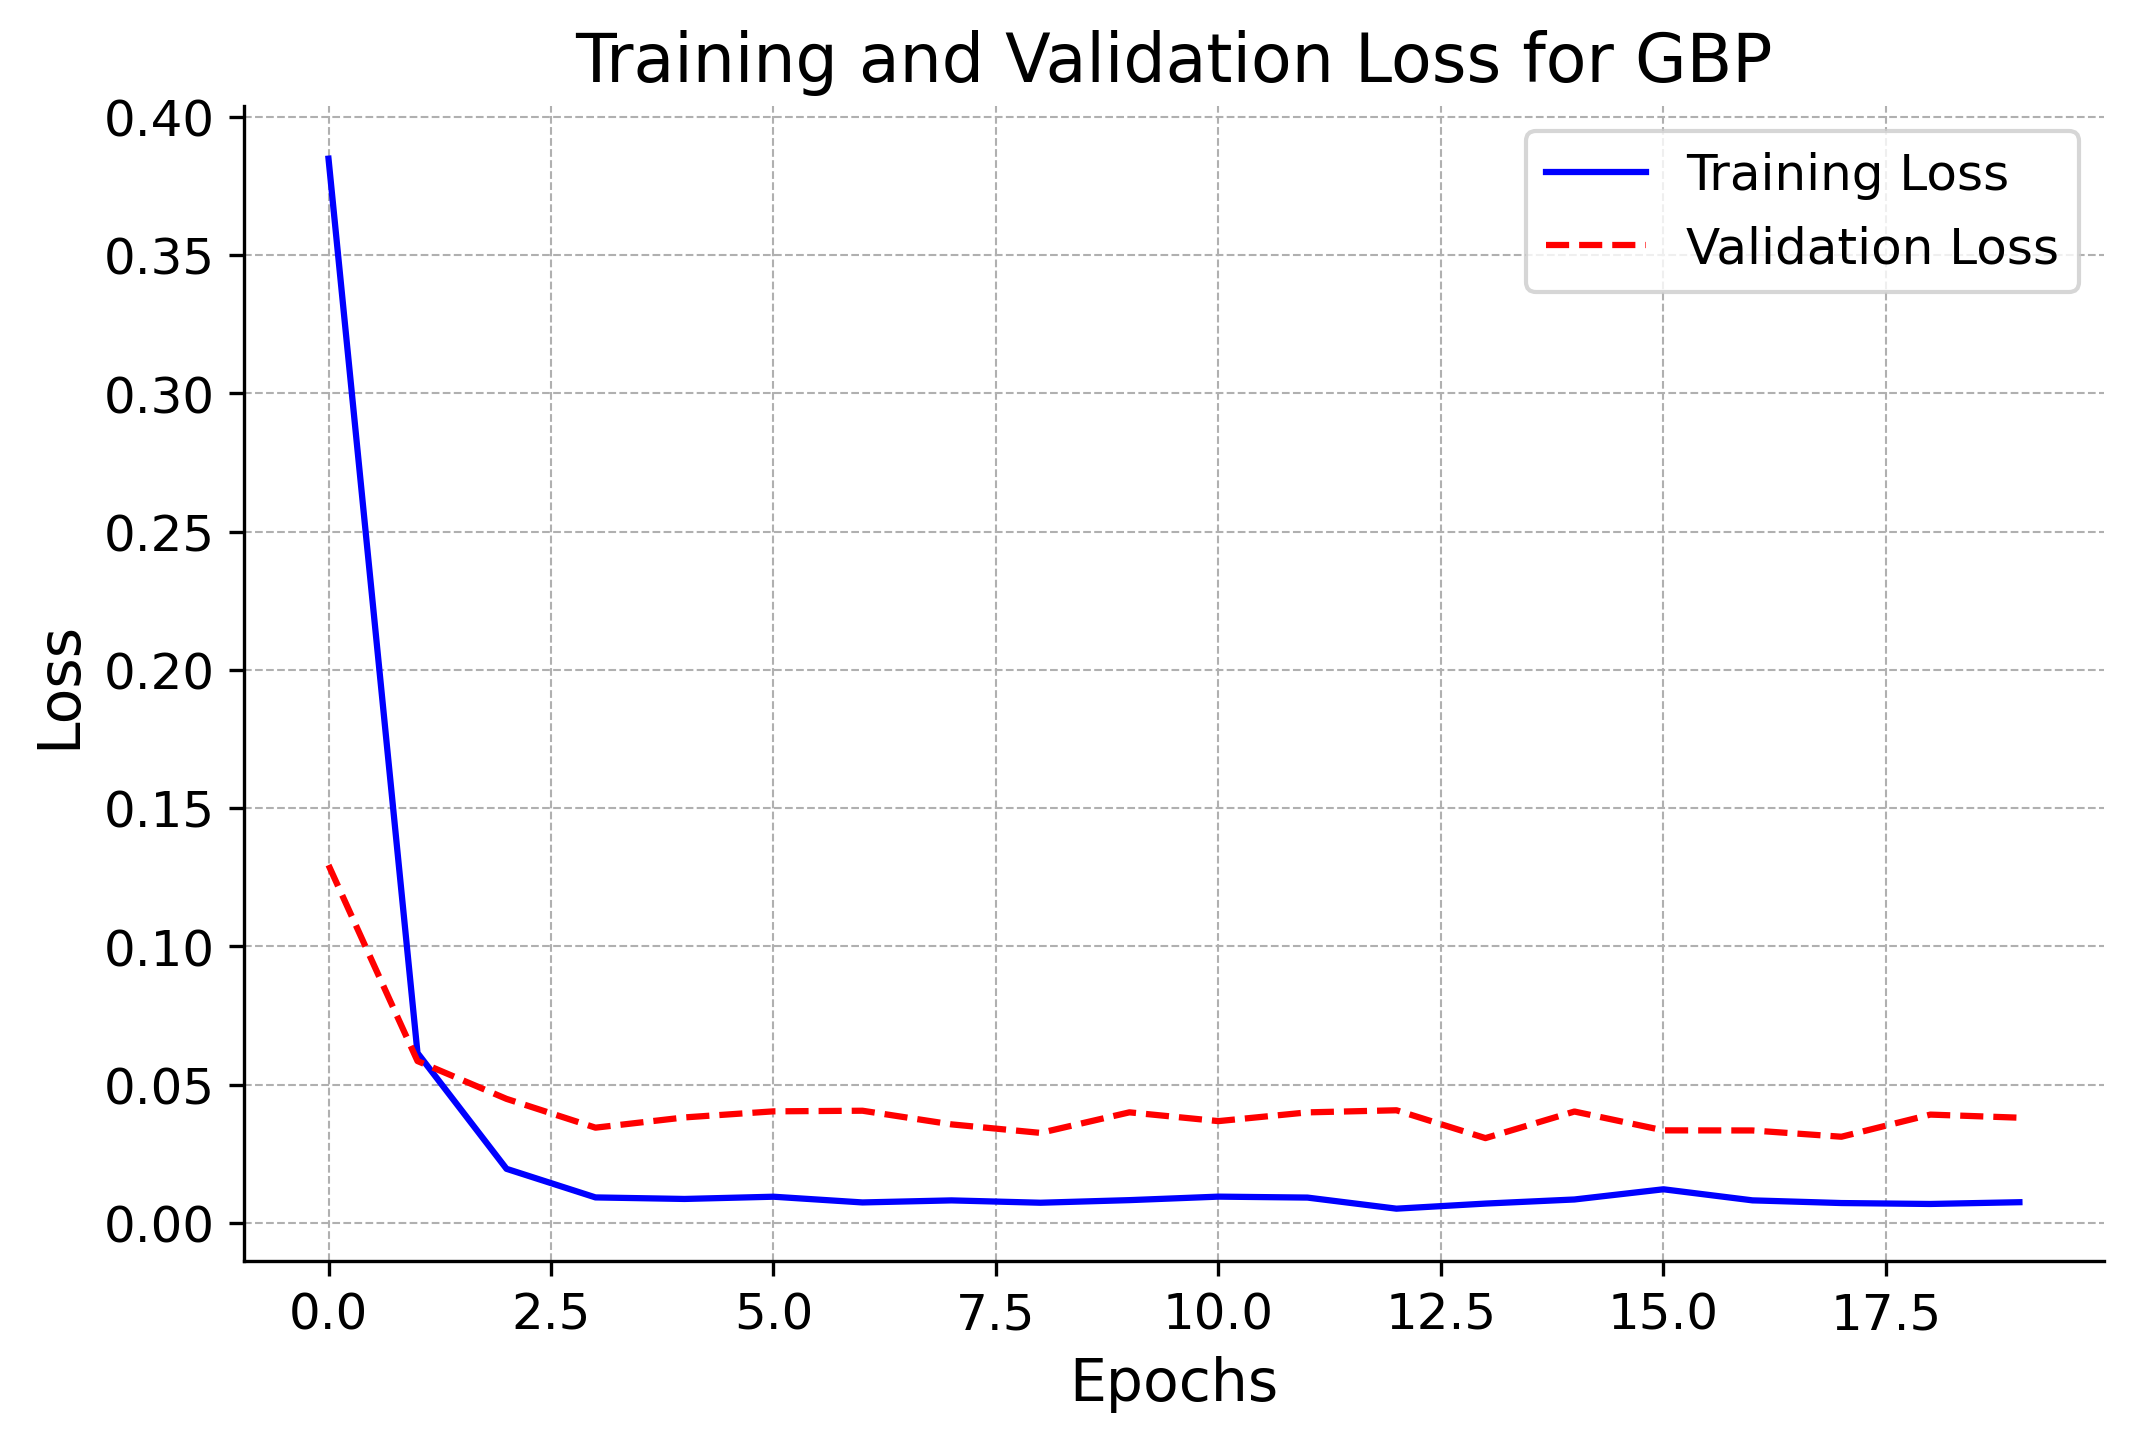 Training and Validation Loss for GBP
Training Loss
Validation Loss
0.40
0.35
0.30
0.25
0.20
0.15
0.10
0.05
0.00
Loss
0.0 2.5 5.0 7.5 10.0 12.5 15.0 17.5
Epochs